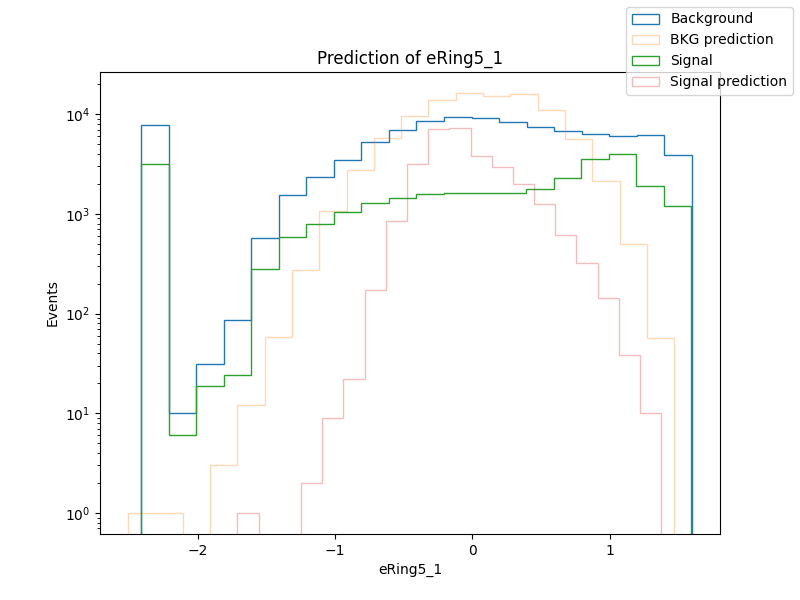 Prediction of eRing5_1
Background
BKG prediction
Signal
Signal prediction
Events
10⁴
10³
10²
10¹
10⁰
−2
−1
0
1
eRing5_1